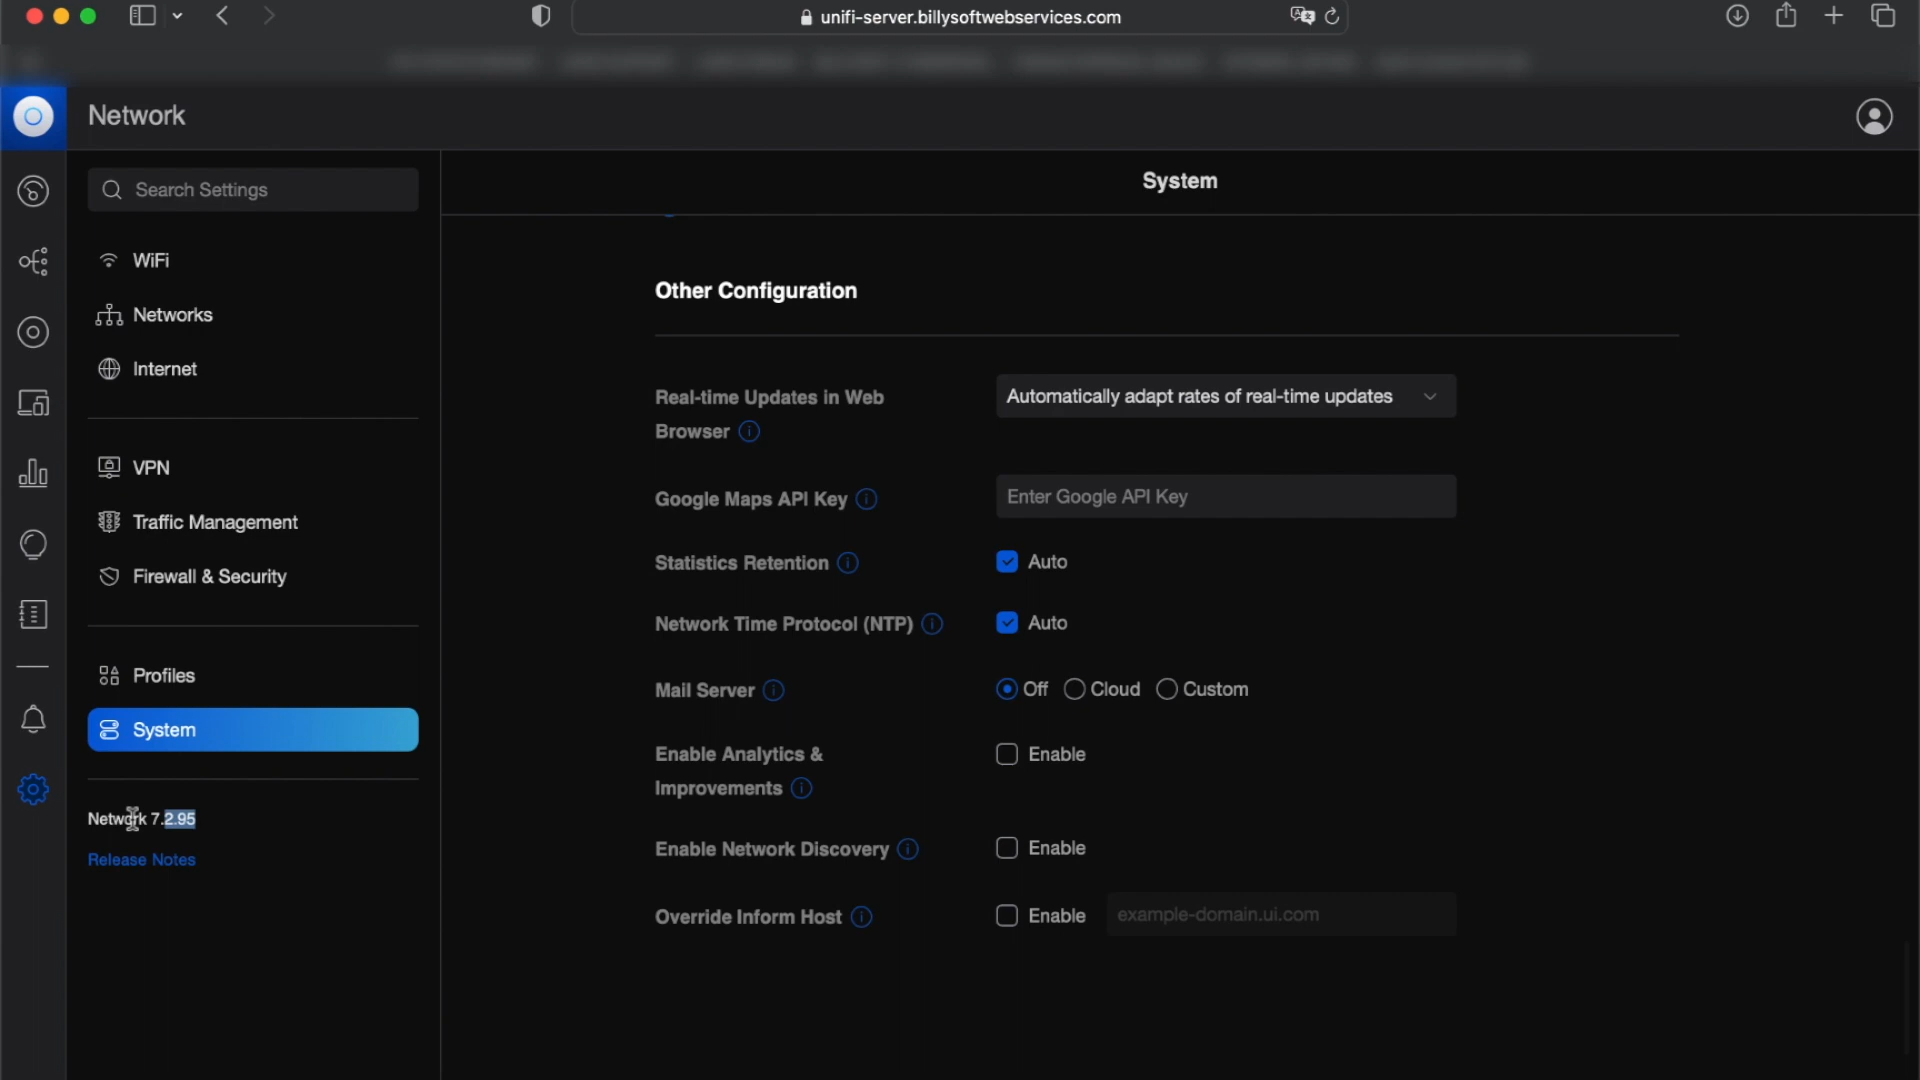 unifi-server.billysoftwebservices.com
Network
Search Settings
System
WiFi
Networks
Internet
VPN
Traffic Management
Firewall & Security
Profiles
System
Network 7.2.95
Release Notes
Other Configuration
Real-time Updates in Web
Browser
Automatically adapt rates of real-time updates
Google Maps API Key
Enter Google API Key
Statistics Retention
Auto
Network Time Protocol (NTP)
Auto
Mail Server
Off Cloud Custom
Enable Analytics &
Improvements
Enable
Enable Network Discovery
Enable
Override Inform Host
Enable
example-domain.ui.com